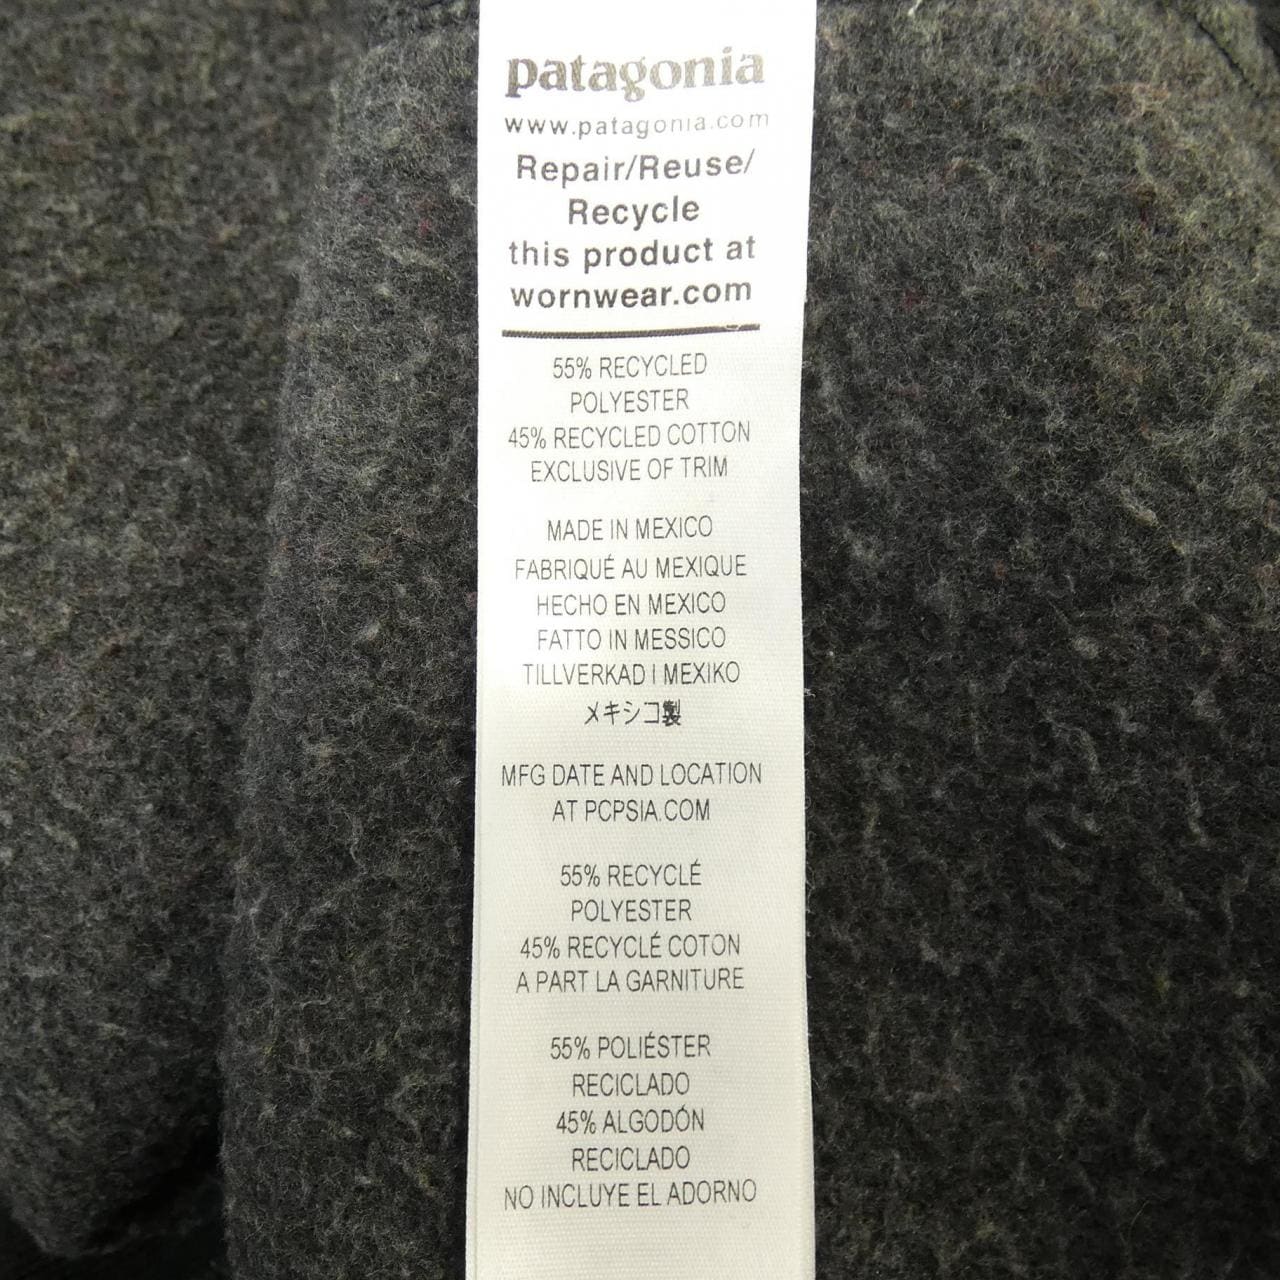 patagonia
www.patagonia.com
Repair/Reuse/
Recycle
this product at
wornwear.com
55% RECYCLED
POLYESTER
45% RECYCLED COTTON
EXCLUSIVE OF TRIM
MADE IN MEXICO
FABRIQUÉ AU MEXIQUE
HECHO EN MEXICO
FATTO IN MESSICO
TILLVERKAD I MEXIKO
メキシコ製
MFG DATE AND LOCATION
AT PCPSIA.COM
55% RECYCLÉ
POLYESTER
45% RECYCLÉ COTON
A PART LA GARNITURE
55% POLIÉSTER
RECICLADO
45% ALGODÓN
RECICLADO
NO INCLUYE EL ADORNO